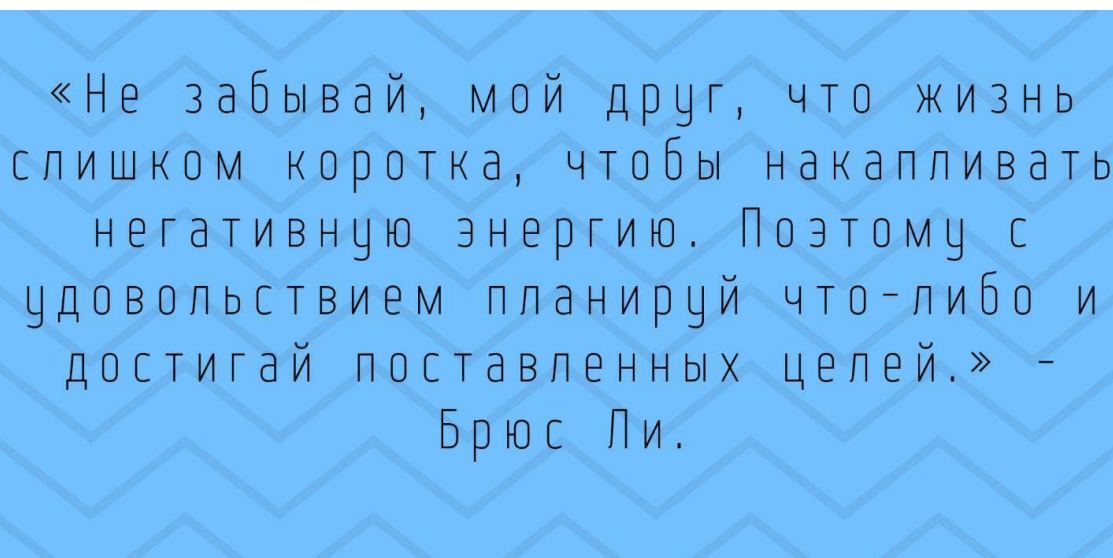 «Не забывай, мой друг, что жизнь
слишком коротка, чтобы накапливать
негативную энергию. Поэтому с
удовольствием планируй что-либо и
достигай поставленных целей.» -
Брюс Ли.